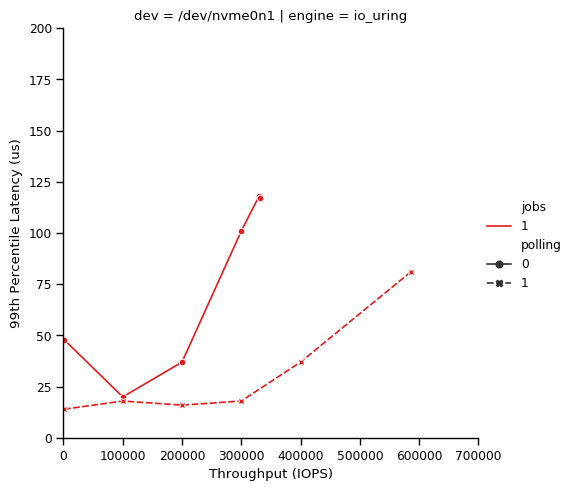 dev = /dev/nvme0n1 | engine = io_uring
200
175
150
125
100
75
50
25
0
99th Percentile Latency (us)
0 100000 200000 300000 400000 500000 600000 700000
Throughput (IOPS)
jobs
1
polling
0
1